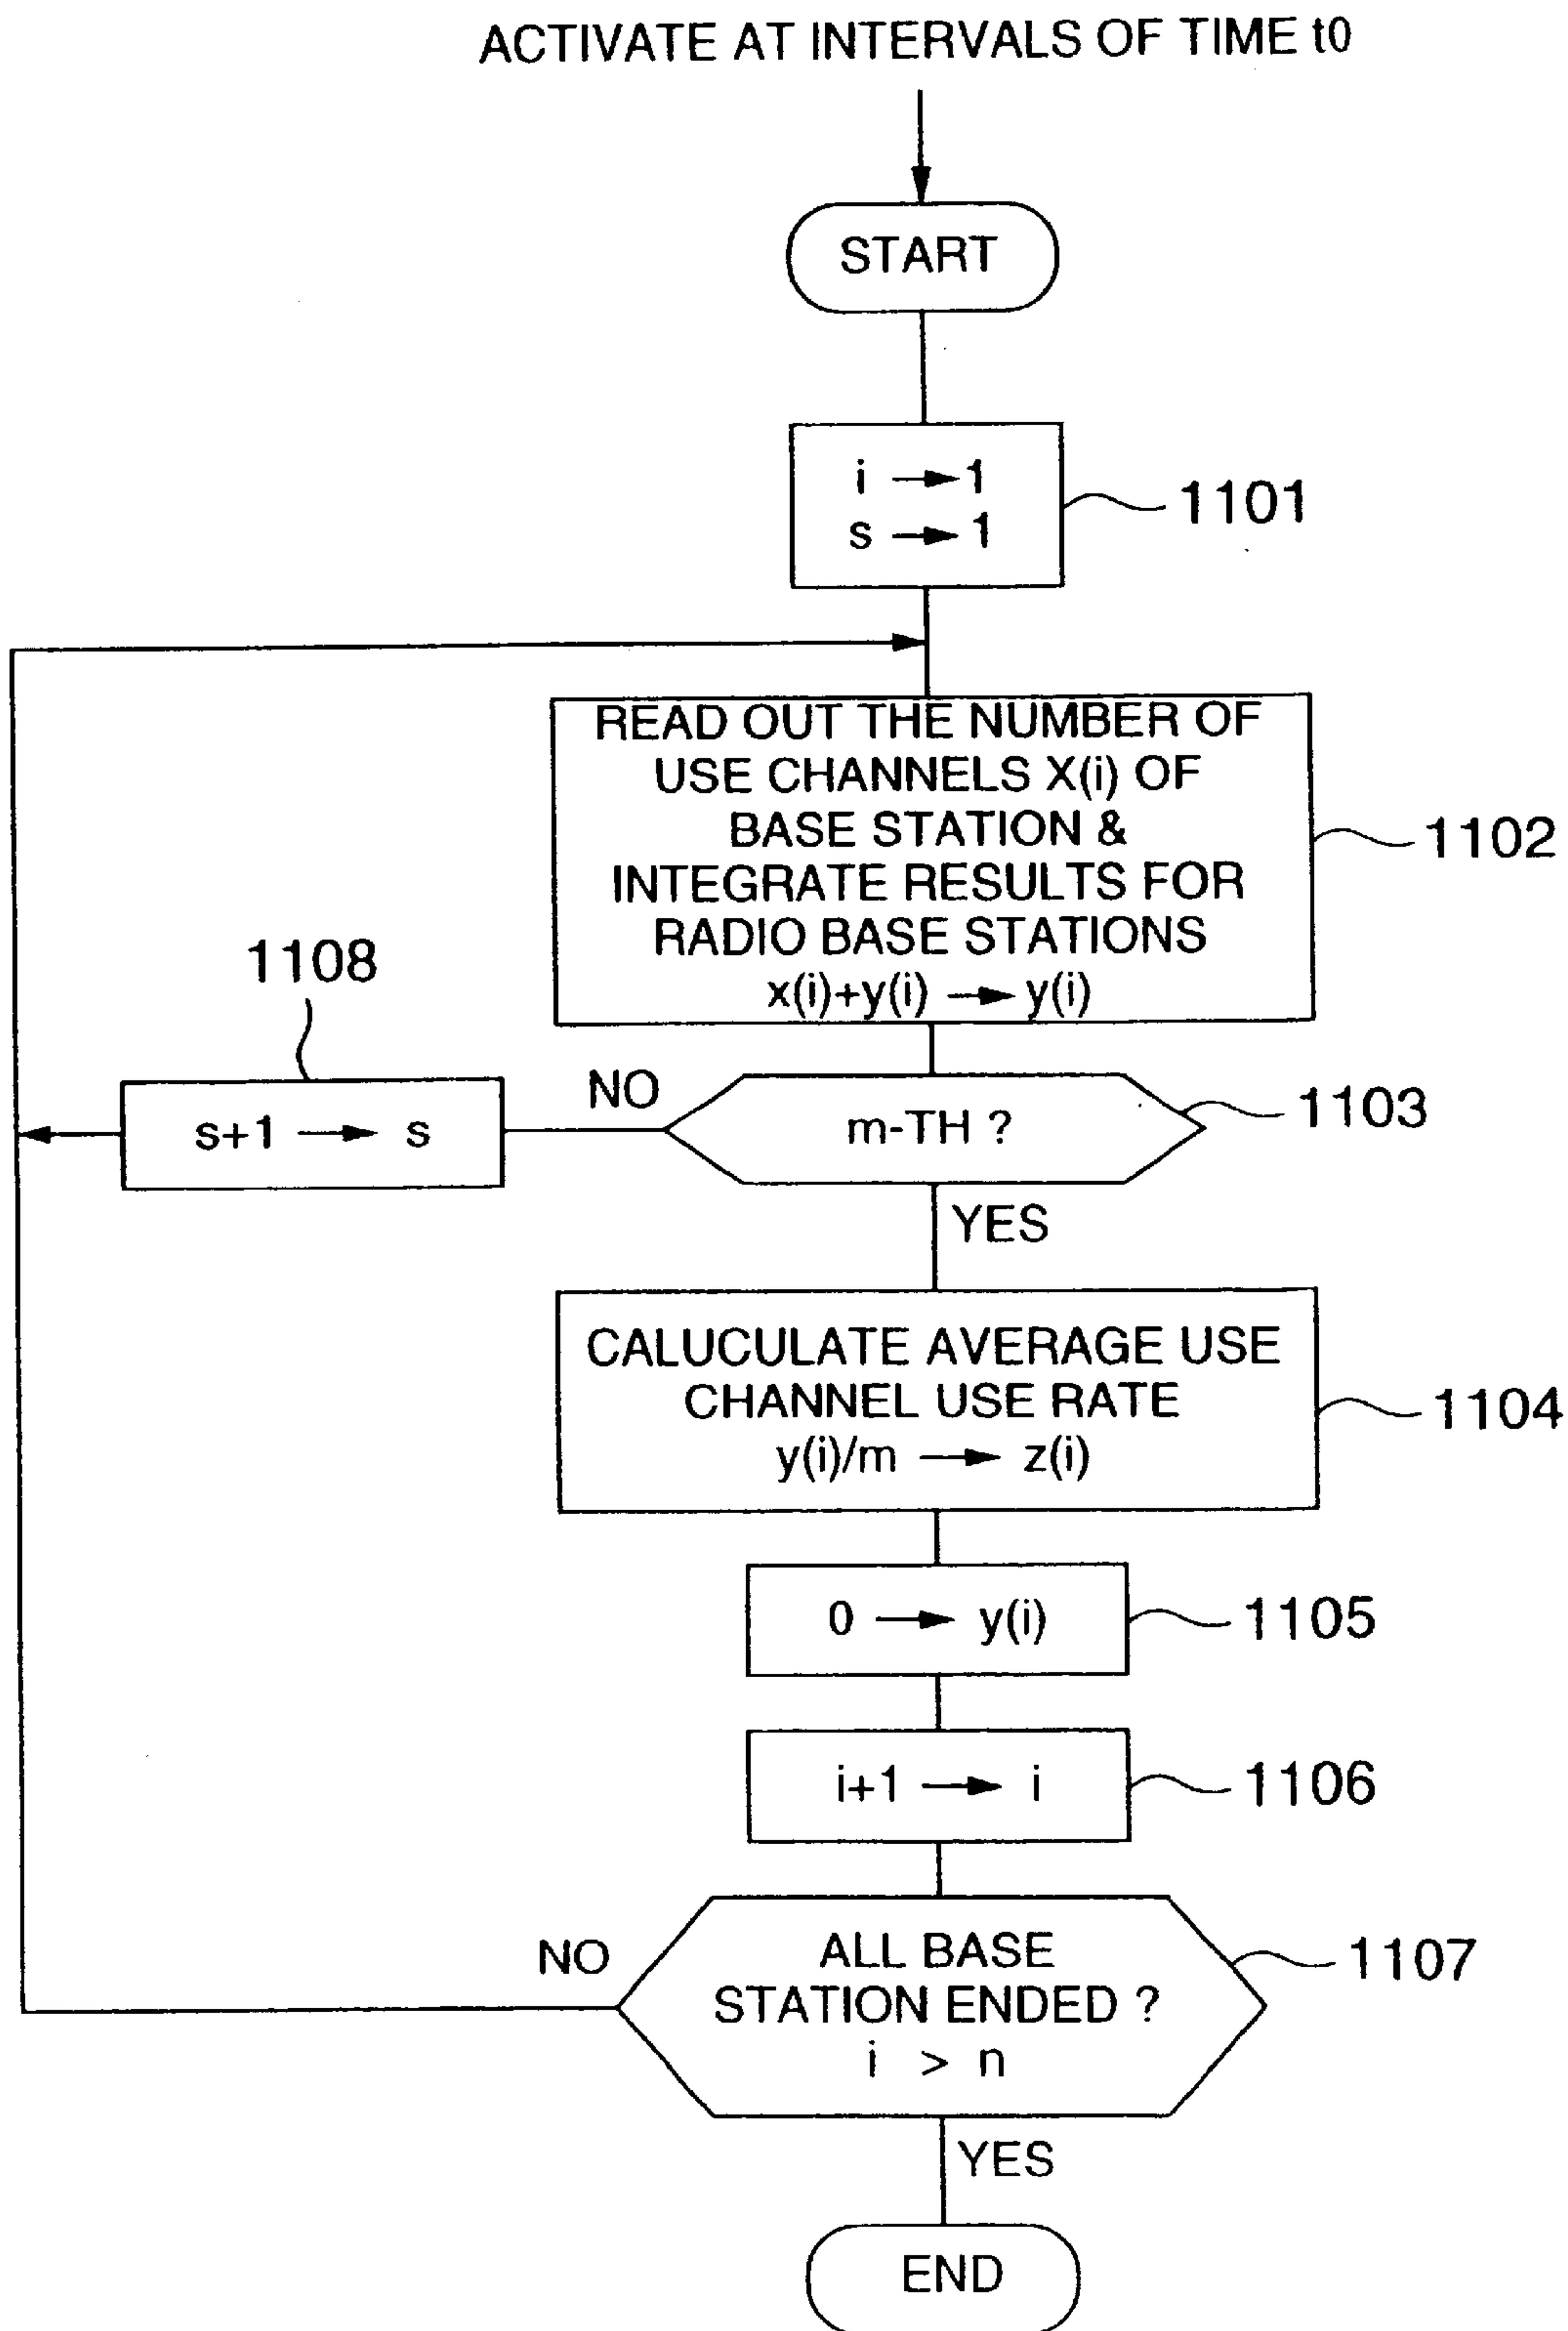 ACTIVATE AT INTERVALS OF TIME t0
START
i → 1
s → 1
1101
READ OUT THE NUMBER OF
USE CHANNELS X(i) OF
BASE STATION &
INTEGRATE RESULTS FOR
RADIO BASE STATIONS
x(i)+y(i) → y(i)
1102
1108
s+1 → s
NO
m-TH ?
1103
YES
CALUCULATE AVERAGE USE
CHANNEL USE RATE
y(i)/m → z(i)
1104
0 → y(i)
1105
i+1 → i
1106
NO
ALL BASE
STATION ENDED ?
i > n
1107
YES
END